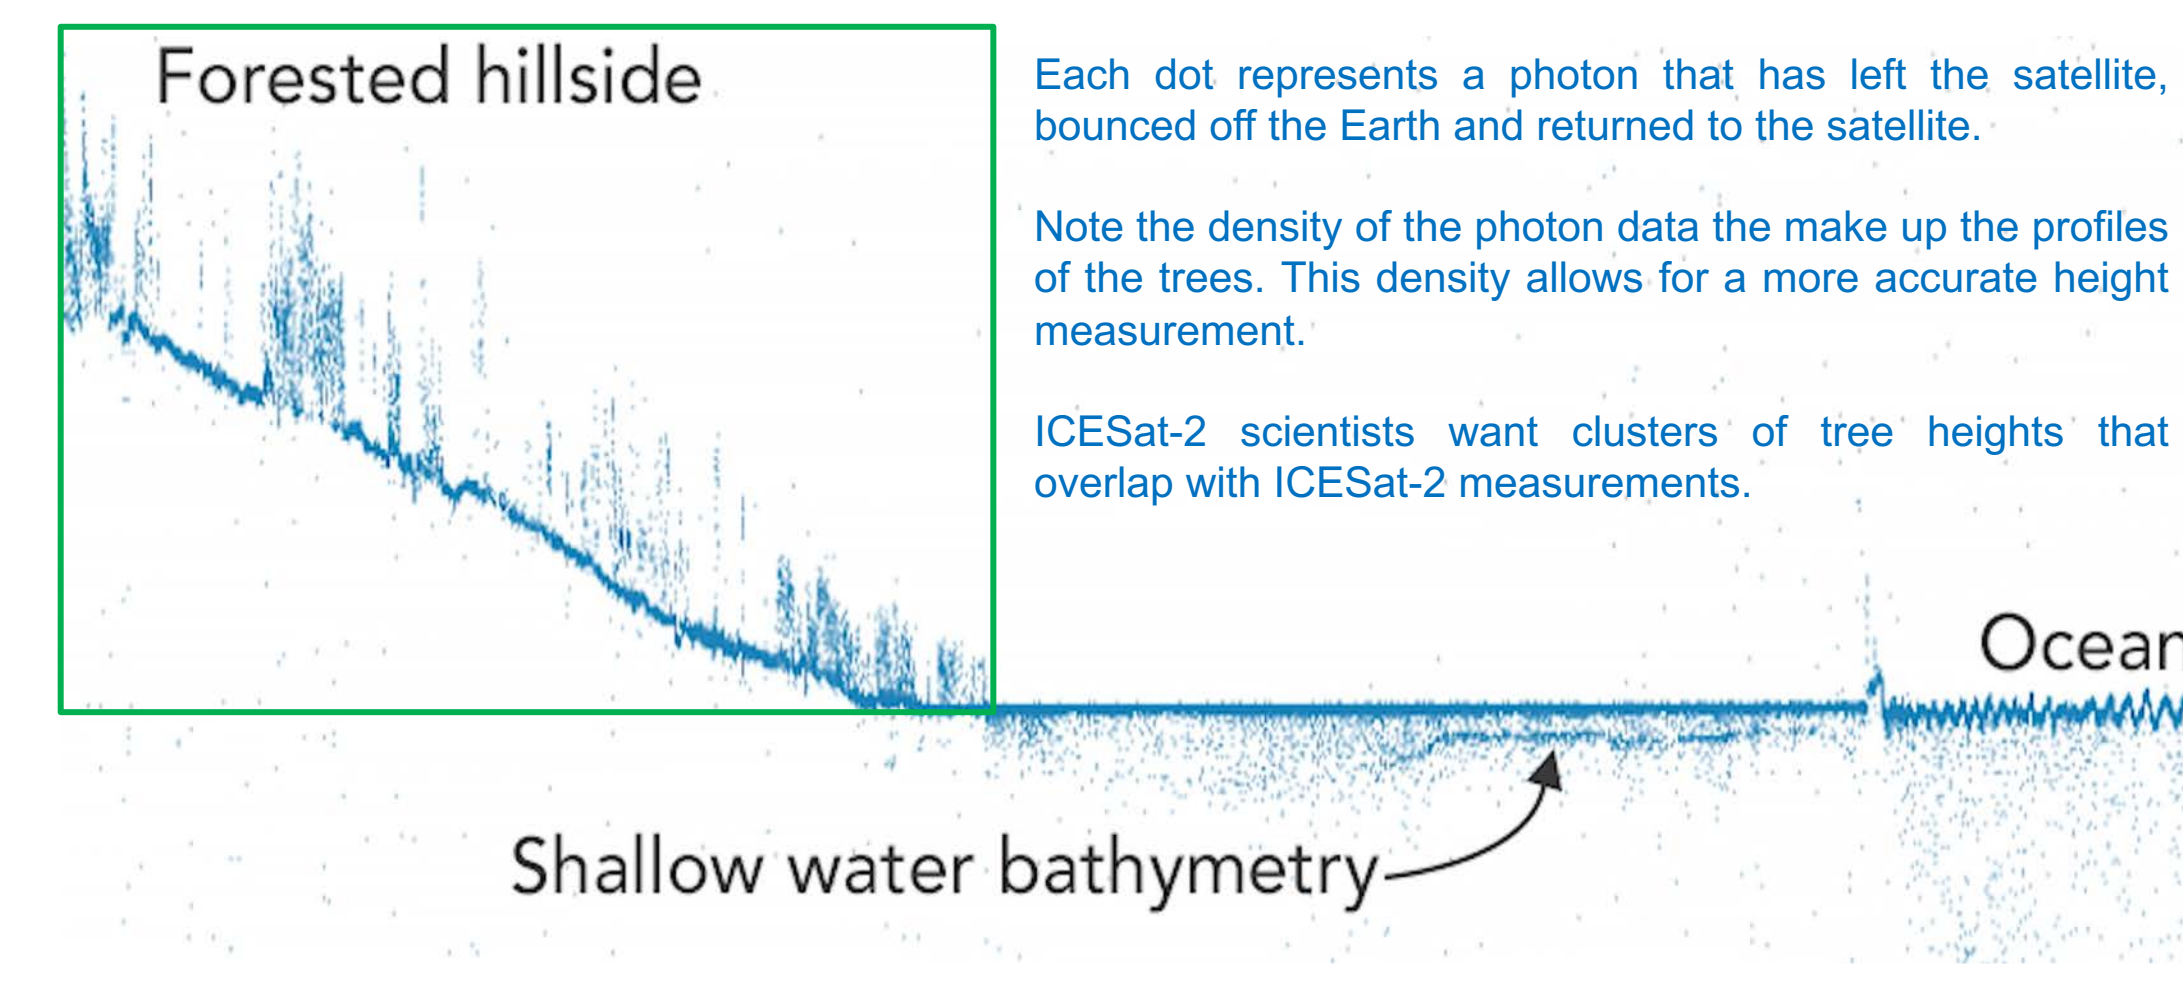 Forested hillside
Each dot represents a photon that has left the satellite,
bounced off the Earth and returned to the satellite.
Note the density of the photon data the make up the profiles
of the trees. This density allows for a more accurate height
measurement.
ICESat-2 scientists want clusters of tree heights that
overlap with ICESat-2 measurements.
Ocean
Shallow water bathymetry